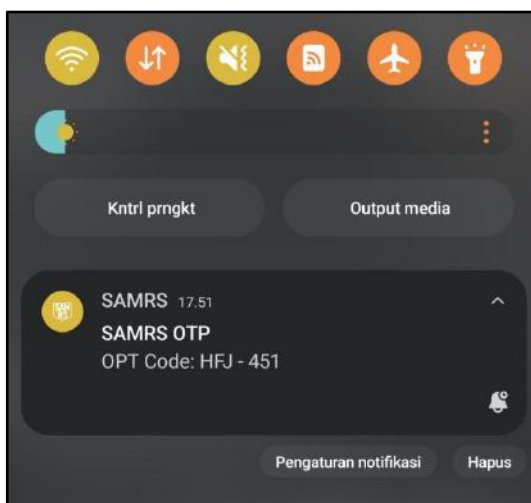 Kntrl prngkt
Output media
SAMRS 17.51
SAMRS OTP
OPT Code: HFJ - 451
Pengaturan notifikasi
Hapus